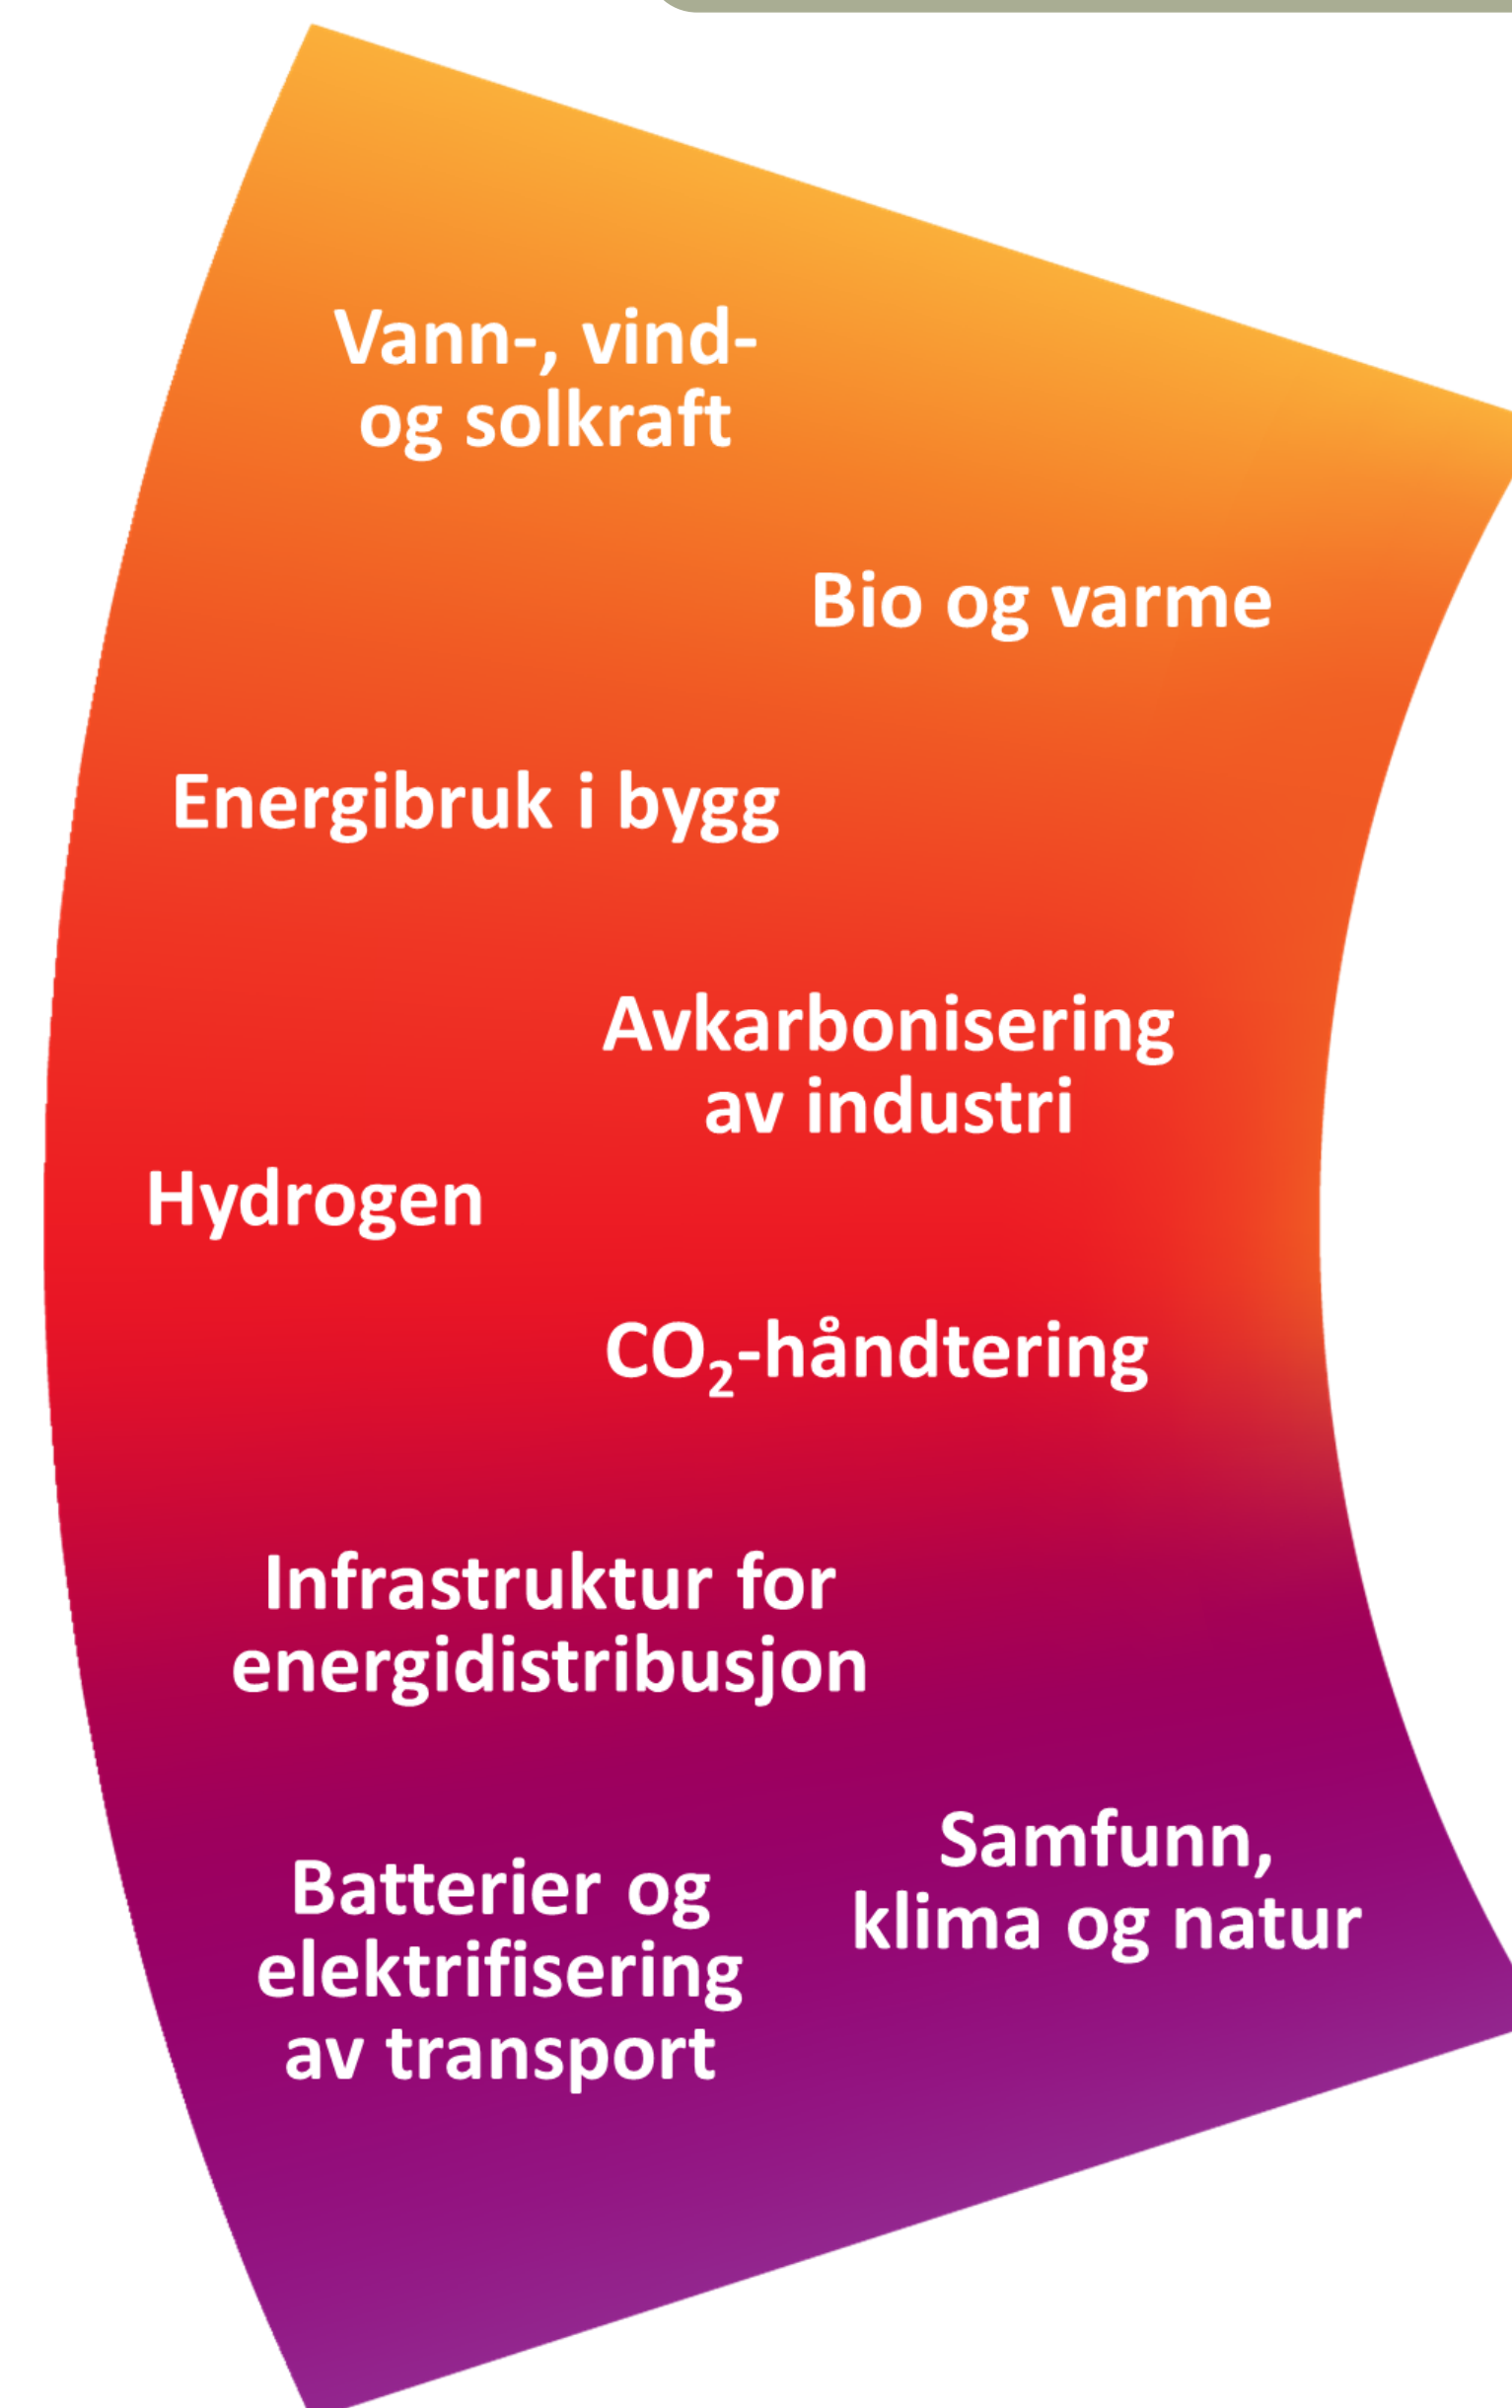 Vann-, vind-
og solkraft
Bio og varme
Energibruk i bygg
Avkarbonisering
av industri
Hydrogen
CO₂-håndtering
Infrastruktur for
energidistribusjon
Samfunn,
klima og natur
Batterier og
elektrifisering
av transport